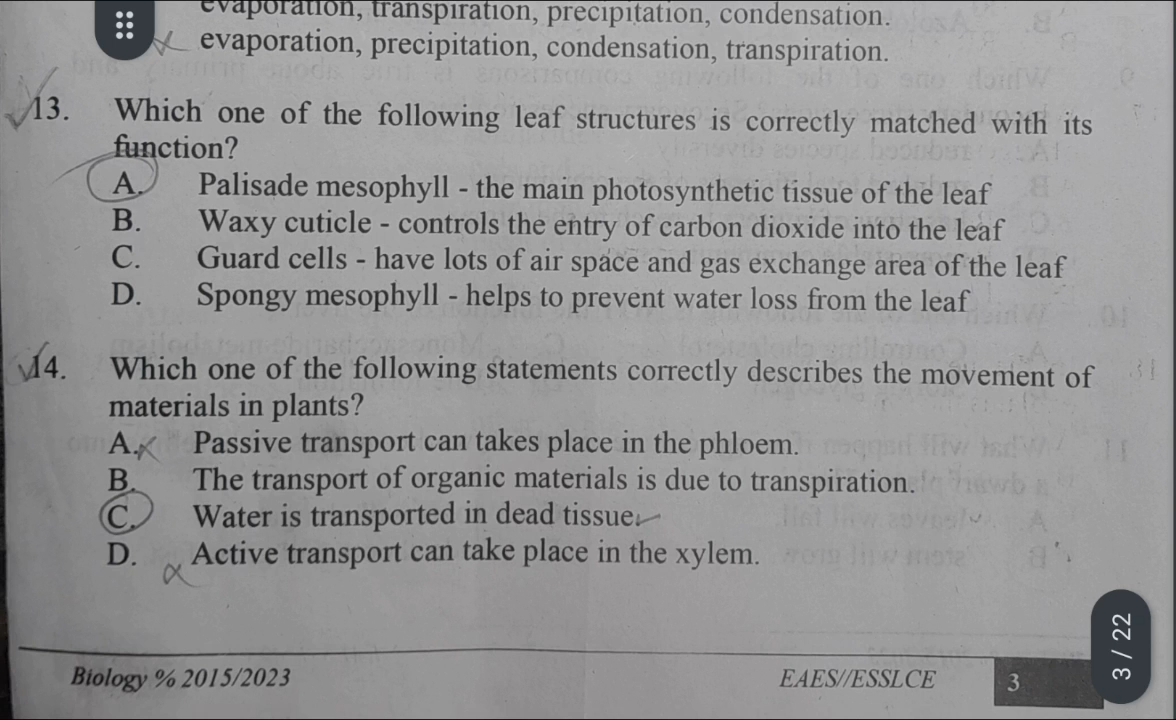 evaporation, transpiration, precipitation, condensation.
evaporation, precipitation, condensation, transpiration.
13. Which one of the following leaf structures is correctly matched with its
function?
A. Palisade mesophyll - the main photosynthetic tissue of the leaf
B. Waxy cuticle - controls the entry of carbon dioxide into the leaf
C. Guard cells - have lots of air space and gas exchange area of the leaf
D. Spongy mesophyll - helps to prevent water loss from the leaf
14. Which one of the following statements correctly describes the movement of
materials in plants?
A. Passive transport can takes place in the phloem.
B. The transport of organic materials is due to transpiration.
C. Water is transported in dead tissue.
D. Active transport can take place in the xylem.
Biology % 2015/2023 EAES//ESSLCE 3
3 / 22